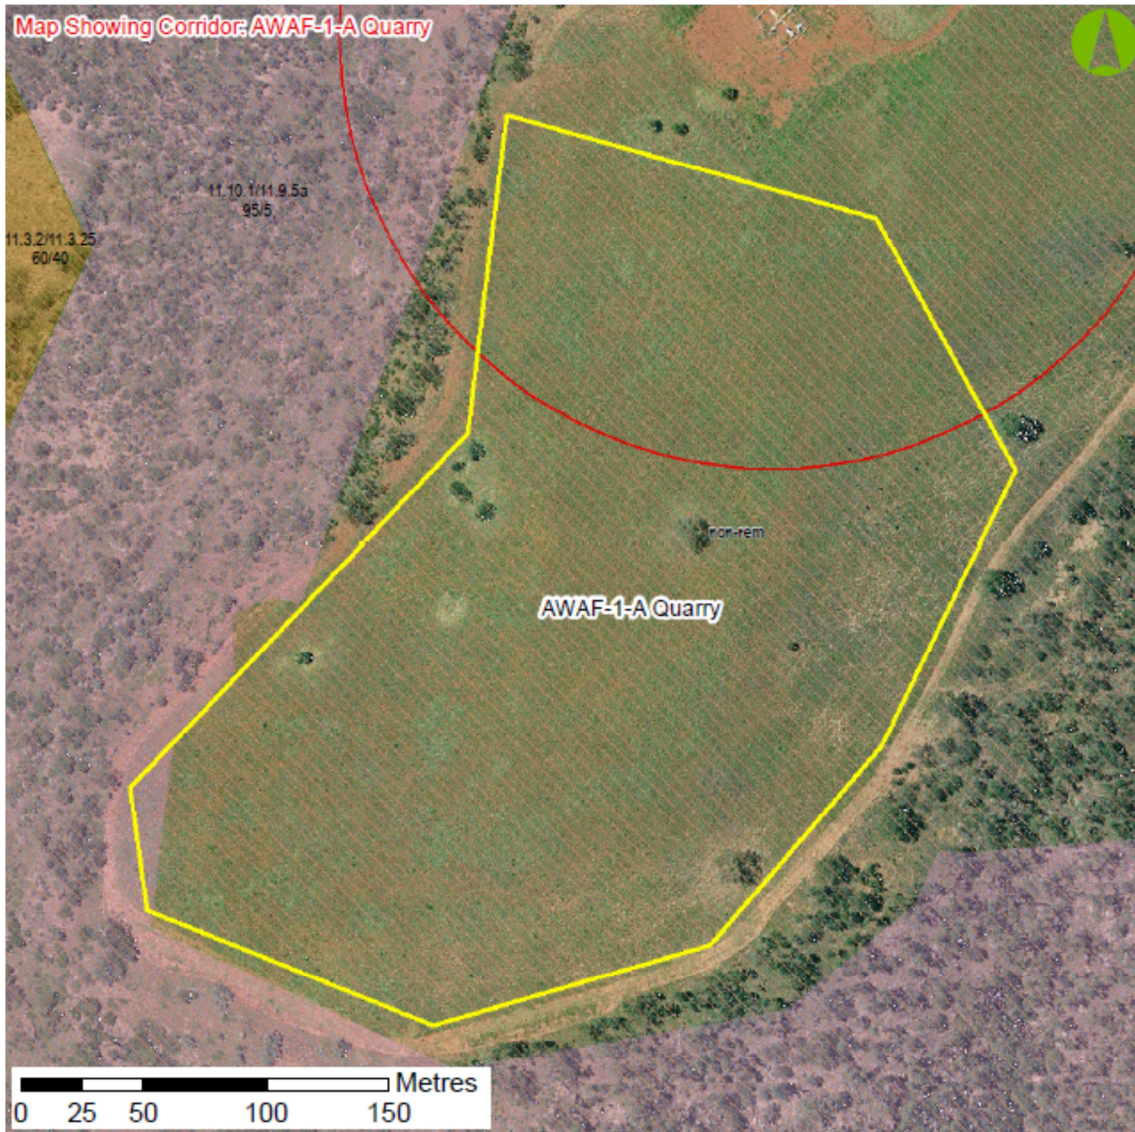 Map Showing Corridor: AWAF-1-A Quarry
11.10.1/11.9.5a
95/5
11.3.2/11.3.25
60/40
non-rem
AWAF-1-A Quarry
Metres
0 25 50 100 150